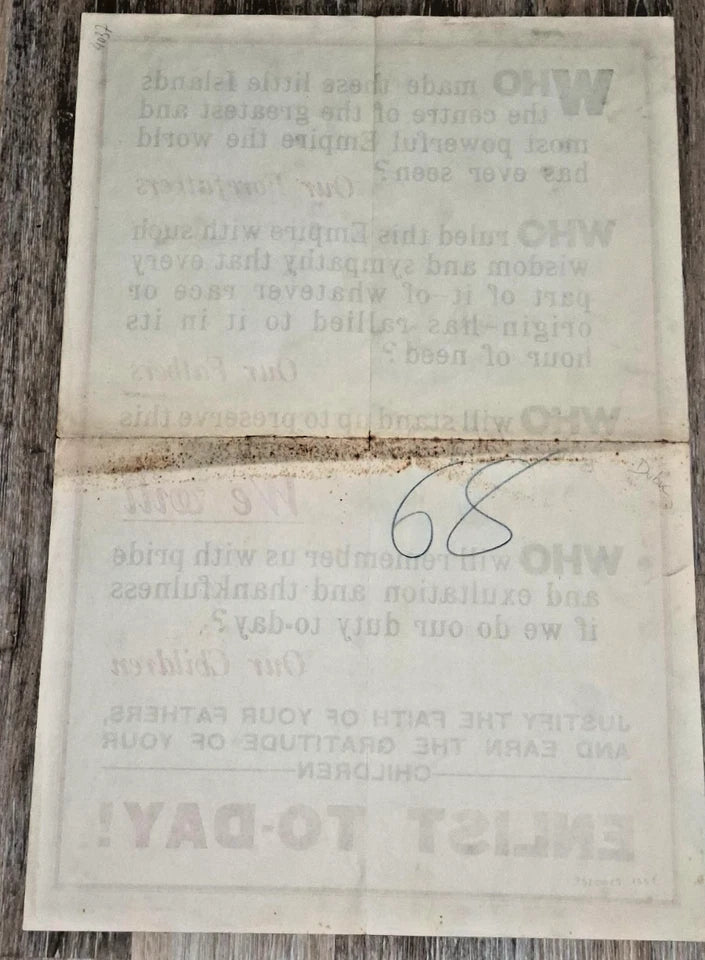 4037
WHO made these little Islands
the centre of the greatest and
most powerful Empire the world
has ever seen?
Our Forefathers
WHO ruled this Empire with such
wisdom and sympathy that every
part of it—of whatever race or
origin—has rallied to it in its
hour of need?
Our Fathers
WHO will stand up to preserve this
We will
68
WHO will remember us with pride
and exultation and thankfulness
if we do our duty to-day?
Our Children
JUSTIFY THE FAITH OF YOUR FATHERS,
AND EARN THE GRATITUDE OF YOUR
CHILDREN
ENLIST TO-DAY!